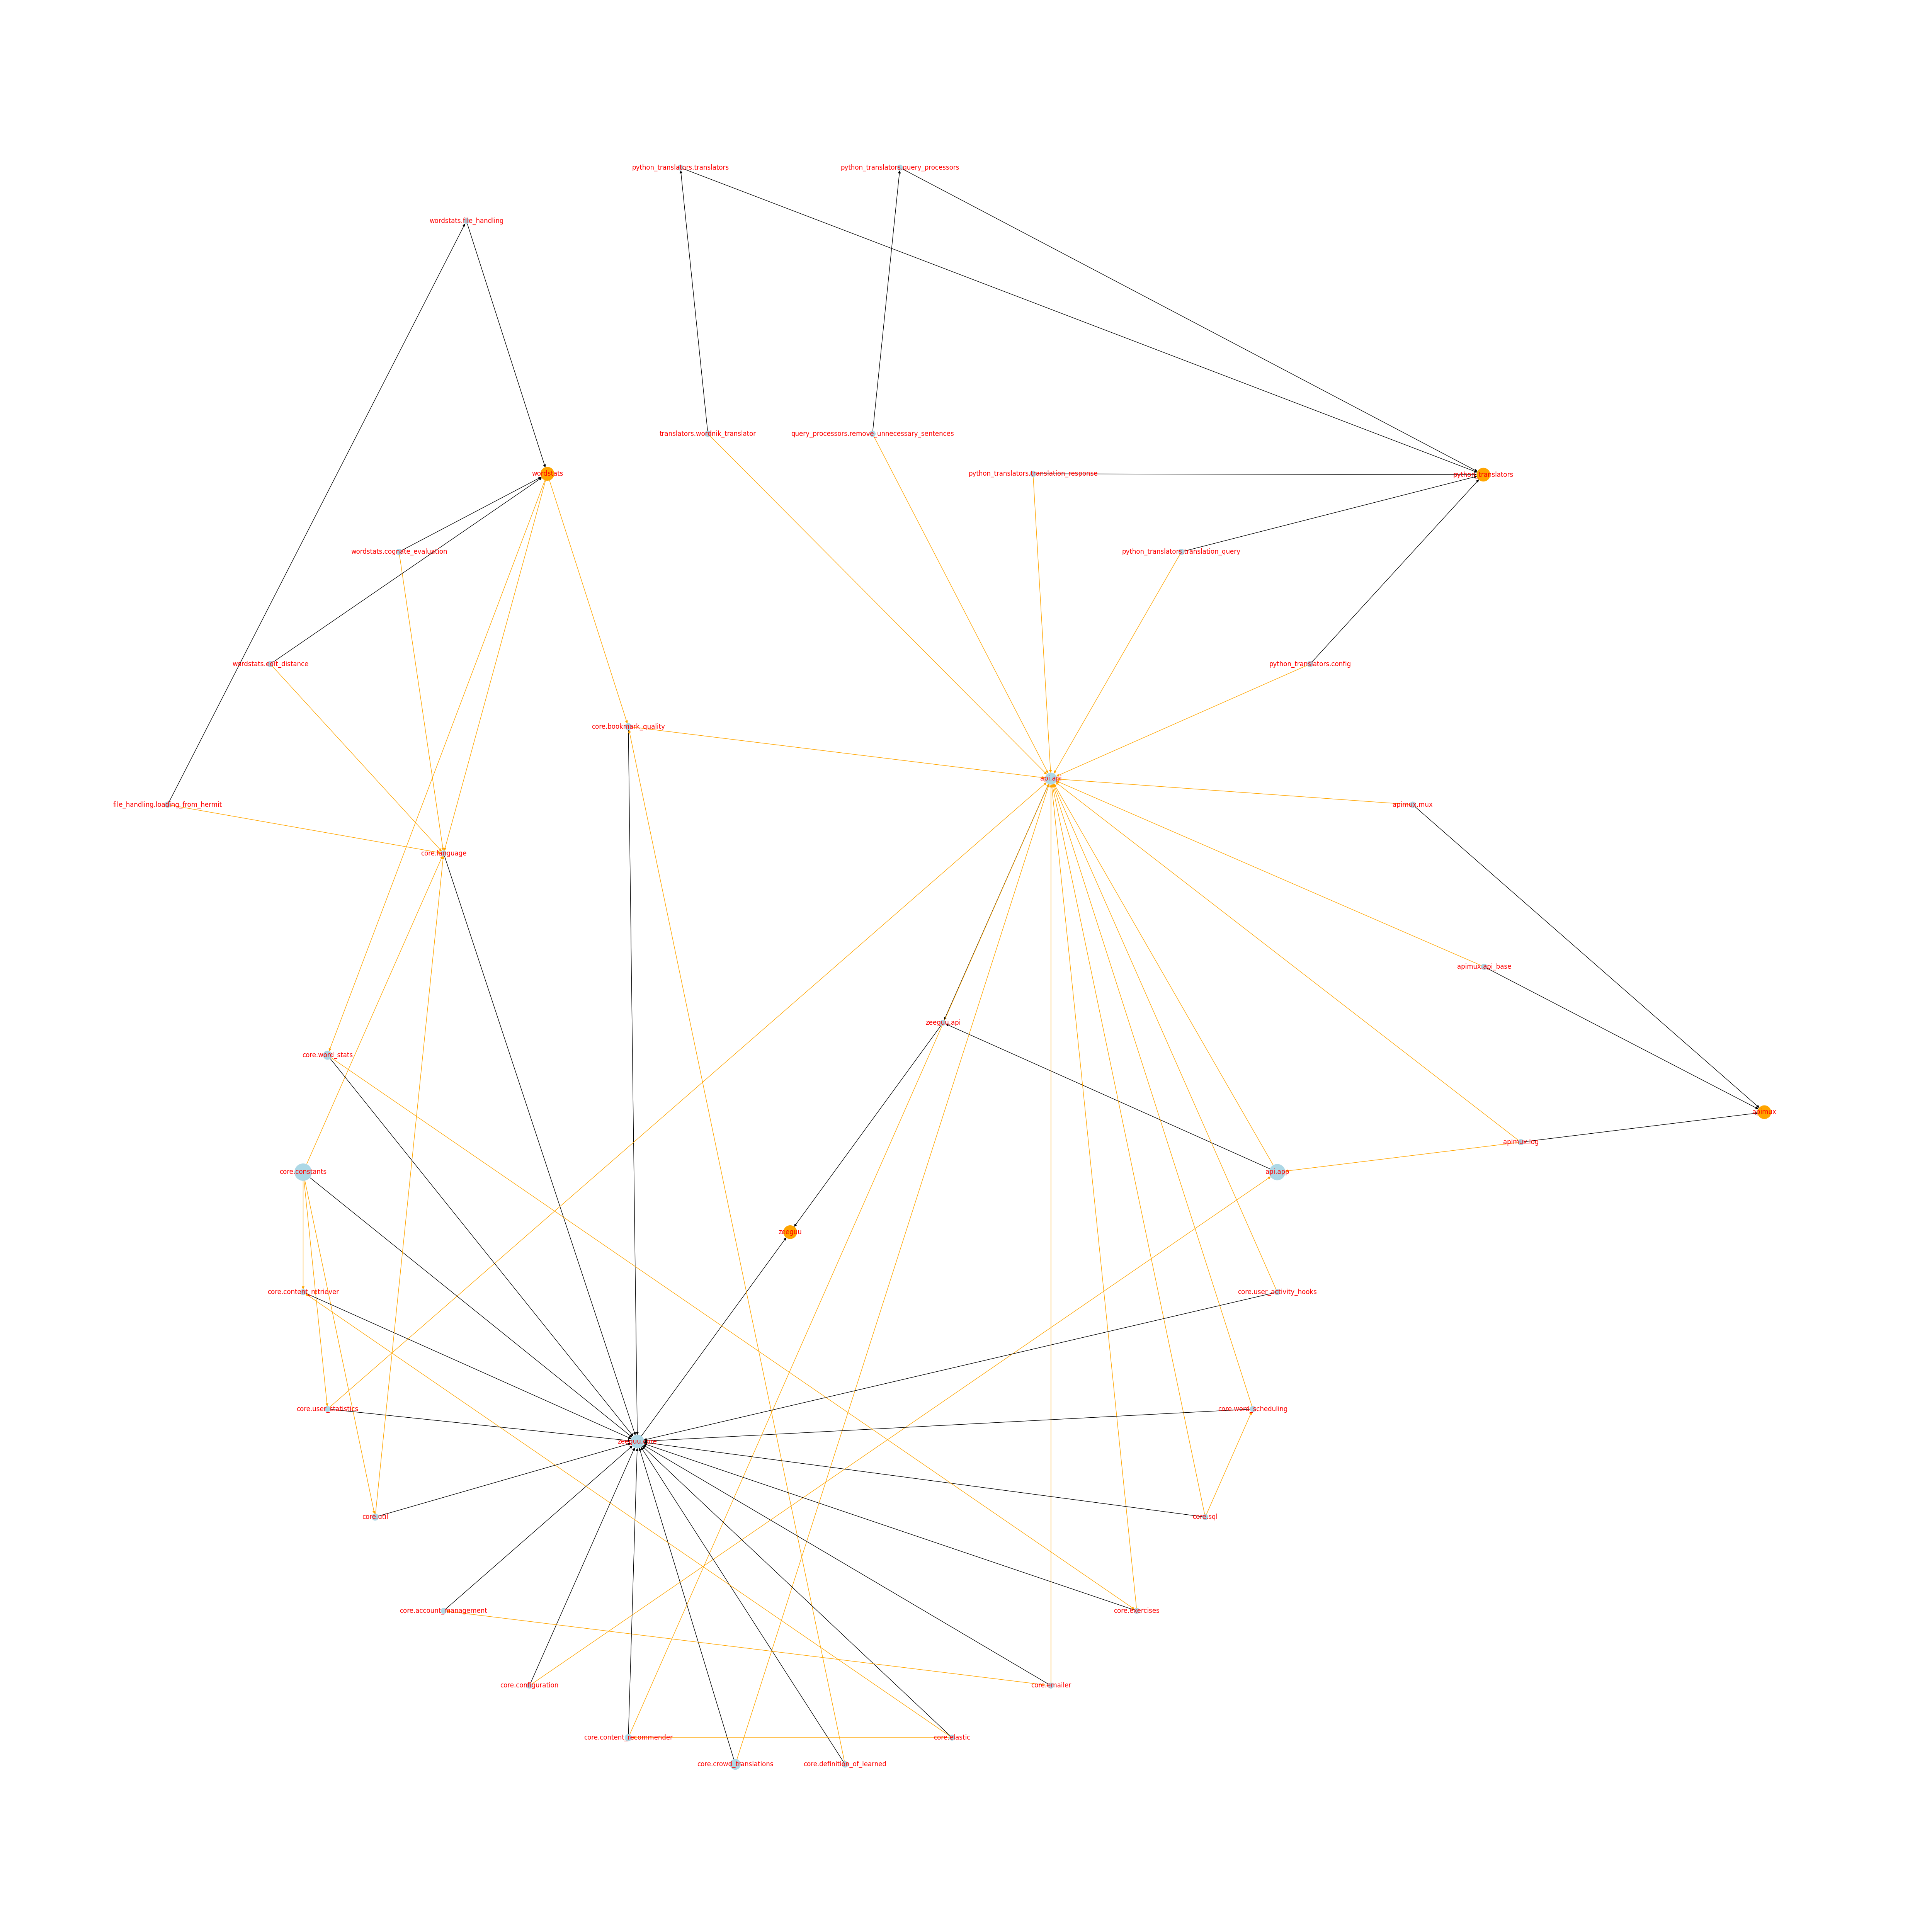 python_translators.translators
python_translators.query_processors
wordstats.file_handling
translators.wordnik_translator
query_processors.remove_unnecessary_sentences
wordstats
python_translators.translation_response
python_translators
wordstats.cognate_evaluation
python_translators.translation_query
wordstats.edit_distance
python_translators.config
core.bookmark_quality
api.api
file_handling.loading_from_hermit
apimux.mux
core.language
apimux.api_base
zeeguu.api
core.word_stats
apimux
apimux.log
core.constants
api.app
zeeguu
core.content_retriever
core.user_activity_hooks
core.user_statistics
core.word_scheduling
zeeguu.core
core.util
core.sql
core.account_management
core.exercises
core.configuration
core.emailer
core.content_recommender
core.elastic
core.crowd_translations
core.definition_of_learned